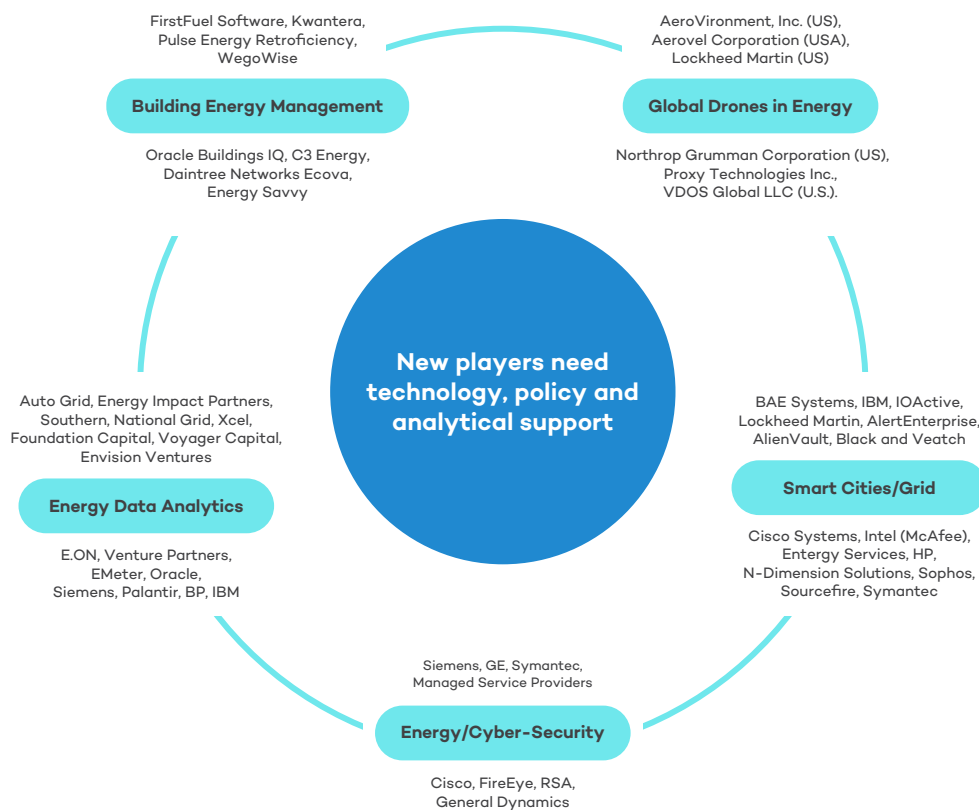 FirstFuel Software, Kwantera,
Pulse Energy Retroficiency,
WegoWise
Building Energy Management
Oracle Buildings IQ, C3 Energy,
Daintree Networks Ecova,
Energy Savvy
AeroVironment, Inc. (US),
Aerovel Corporation (USA),
Lockheed Martin (US)
Global Drones in Energy
Northrop Grumman Corporation (US),
Proxy Technologies Inc.,
VDOS Global LLC (U.S.).
New players need
technology, policy and
analytical support
Auto Grid, Energy Impact Partners,
Southern, National Grid, Xcel,
Foundation Capital, Voyager Capital,
Envision Ventures
Energy Data Analytics
E.ON, Venture Partners,
EMeter, Oracle,
Siemens, Palantir, BP, IBM
BAE Systems, IBM, IOActive,
Lockheed Martin, AlertEnterprise,
AlienVault, Black and Veatch
Smart Cities/Grid
Cisco Systems, Intel (McAfee),
Entergy Services, HP,
N-Dimension Solutions, Sophos,
Sourcefire, Symantec
Siemens, GE, Symantec,
Managed Service Providers
Energy/Cyber-Security
Cisco, FireEye, RSA,
General Dynamics